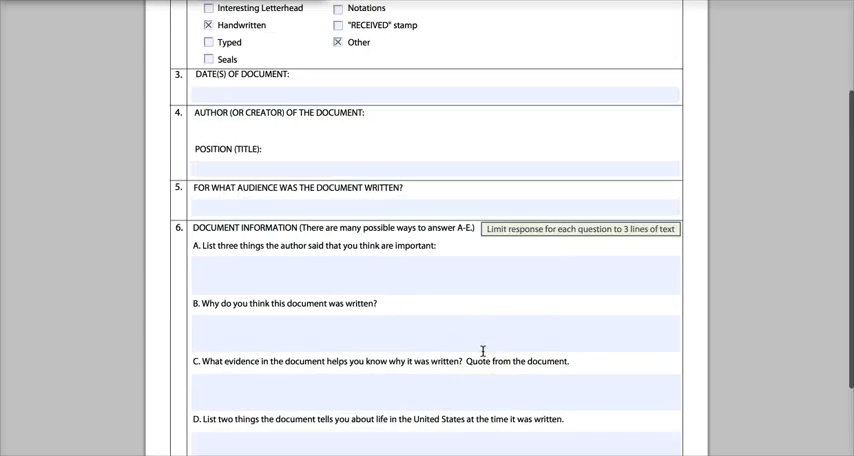 Interesting Letterhead Notations
Handwritten "RECEIVED" stamp
Typed Other
Seals
3. DATE(S) OF DOCUMENT:
4. AUTHOR (OR CREATOR) OF THE DOCUMENT:
POSITION (TITLE):
5. FOR WHAT AUDIENCE WAS THE DOCUMENT WRITTEN?
6. DOCUMENT INFORMATION (There are many possible ways to answer A-E.) Limit response for each question to 3 lines of text
A. List three things the author said that you think are important:
B. Why do you think this document was written?
C. What evidence in the document helps you know why it was written? Quote from the document.
D. List two things the document tells you about life in the United States at the time it was written.